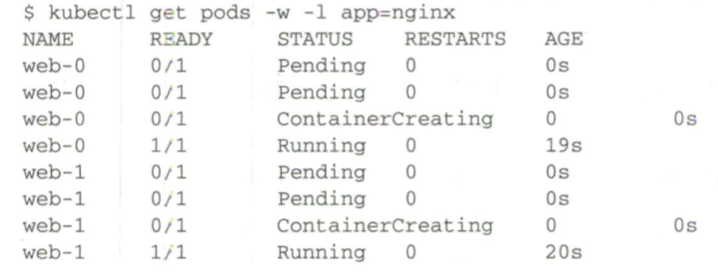 $ kubectl get pods -w -l app=nginx
NAME READY STATUS RESTARTS AGE
web-0 0/1 Pending 0 0s
web-0 0/1 Pending 0 0s
web-0 0/1 ContainerCreating 0 0s
web-0 1/1 Running 0 19s
web-1 0/1 Pending 0 0s
web-1 0/1 Pending 0 0s
web-1 0/1 ContainerCreating 0 0s
web-1 1/1 Running 0 20s